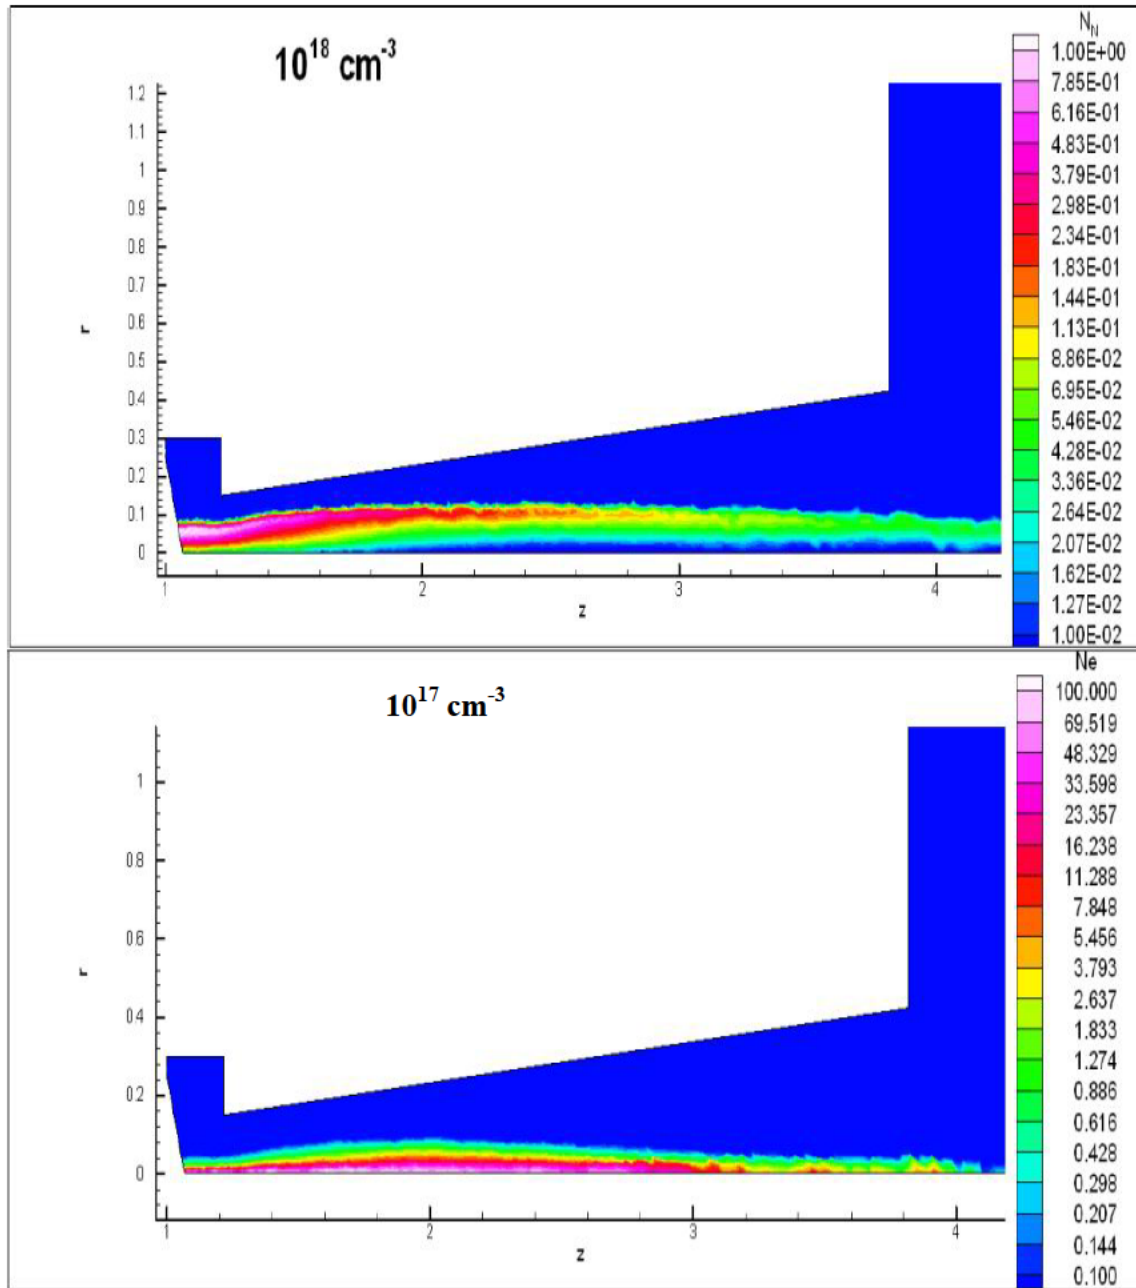 10^18 cm^-3
N_N
1.00E+00
7.85E-01
6.16E-01
4.83E-01
3.79E-01
2.98E-01
2.34E-01
1.83E-01
1.44E-01
1.13E-01
8.86E-02
6.95E-02
5.46E-02
4.28E-02
3.36E-02
2.64E-02
2.07E-02
1.62E-02
1.27E-02
1.00E-02
1.2
1.1
1
0.9
0.8
0.7
0.6
0.5
0.4
0.3
0.2
0.1
0
r
1 2 3 4
z
10^17 cm^-3
Ne
100.000
69.519
48.329
33.598
23.357
16.238
11.288
7.848
5.456
3.793
2.637
1.833
1.274
0.886
0.616
0.428
0.298
0.207
0.144
0.100
1
0.8
0.6
0.4
0.2
0
r
1 2 3 4
z